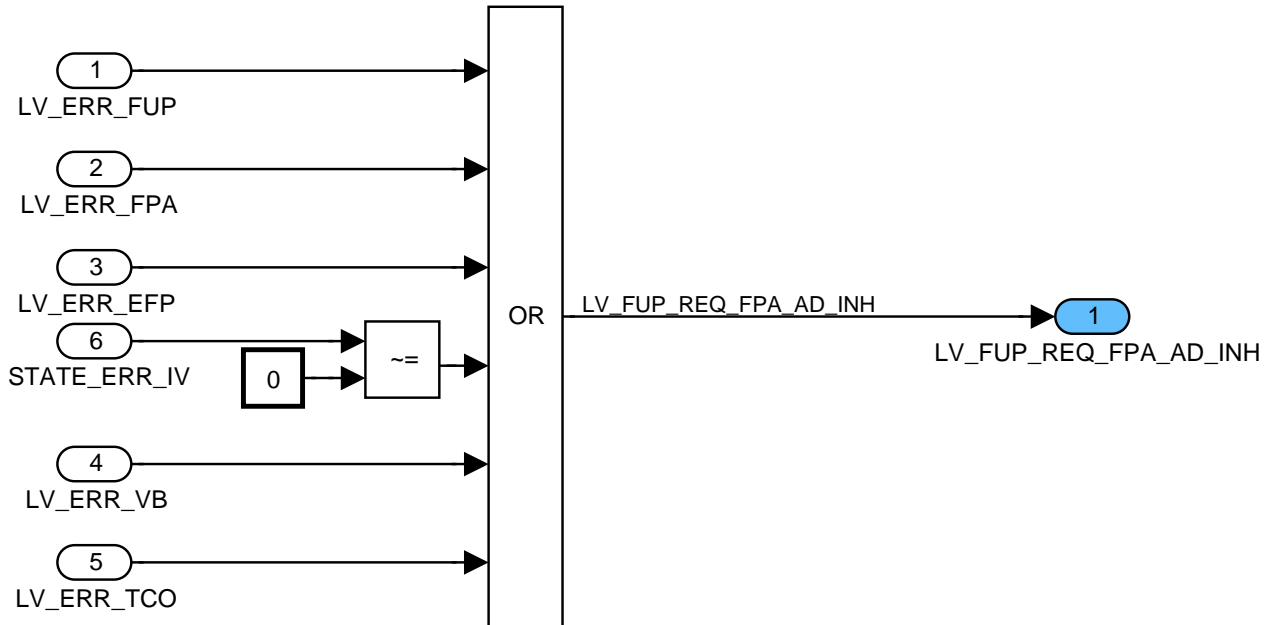 1
LV_ERR_FUP
2
LV_ERR_FPA
3
LV_ERR_EFP
6
STATE_ERR_IV
0
~=
4
LV_ERR_VB
5
LV_ERR_TCO
OR
LV_FUP_REQ_FPA_AD_INH
1
LV_FUP_REQ_FPA_AD_INH